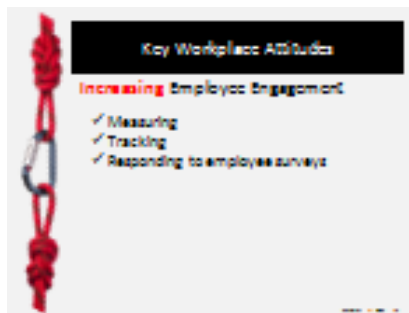 Key Workplace Attitudes
Increasing Employee Engagement
✓ Measuring
✓ Tracking
✓ Responding to employee surveys